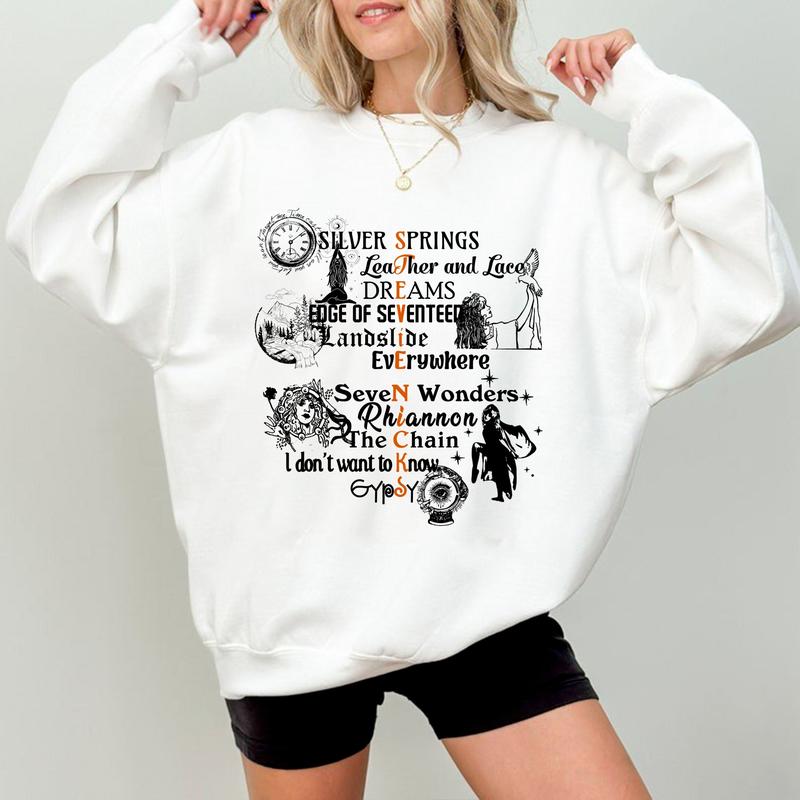 SILVER SPRINGS
Leather and Lace
DREAMS
EDGE OF SEVENTEEN
Landslide
EvErywhere
SeveN Wonders
Rhiannon
The Chain
I don't want to Know
Gypsy